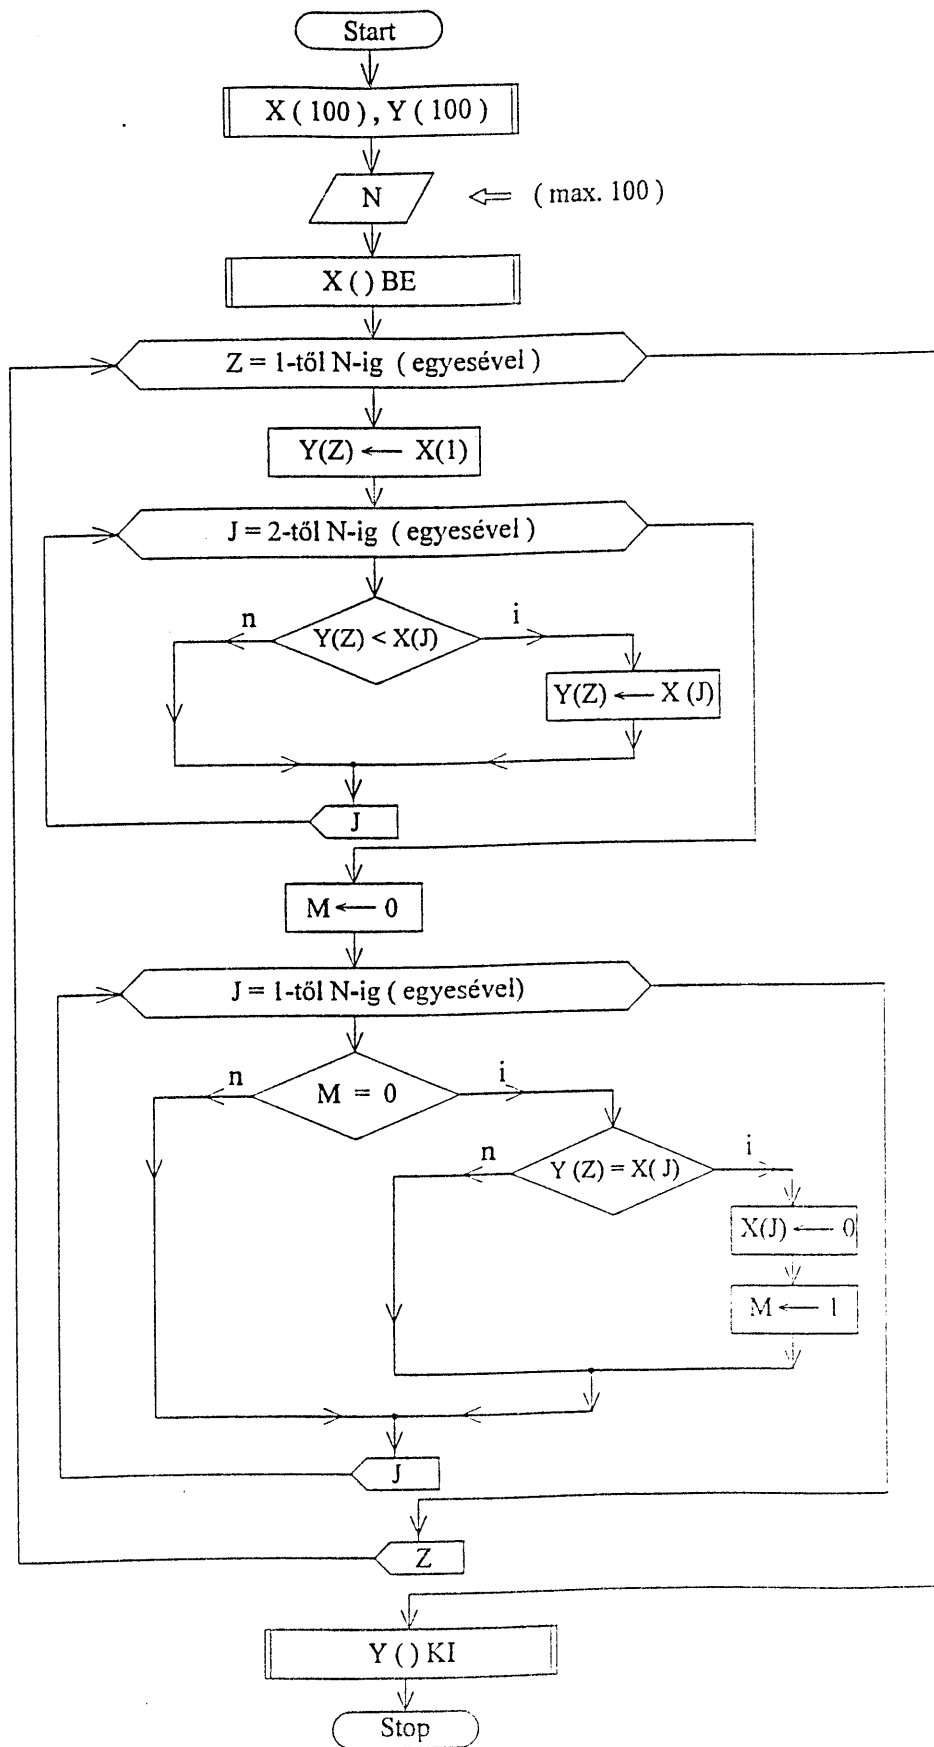 Start
X ( 100 ) , Y ( 100 )
N ⇐ ( max. 100 )
X ( ) BE
Z = 1-től N-ig ( egyesével )
Y(Z) ← X(1)
J = 2-től N-ig ( egyesével )
n
i
Y(Z) < X(J)
Y(Z) ← X (J)
J
M ← 0
J = 1-től N-ig ( egyesével)
n
i
M = 0
n
i
Y (Z) = X( J)
X(J) ← 0
M ← 1
J
Z
Y ( ) KI
Stop